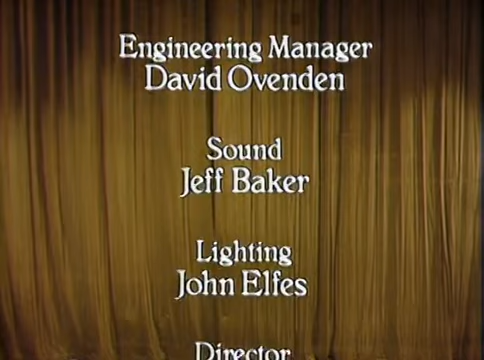 Engineering Manager
David Ovenden
Sound
Jeff Baker
Lighting
John Elfes
Director